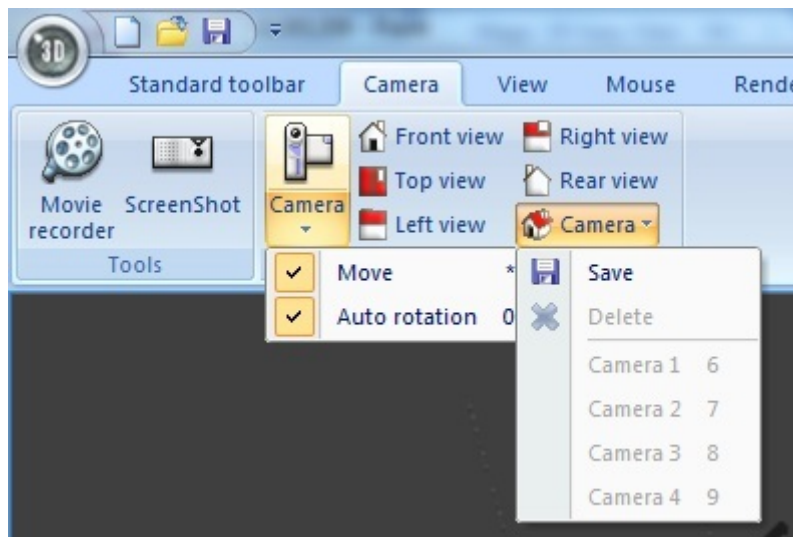 3D
Standard toolbar Camera View Mouse Rende
Movie recorder
ScreenShot
Tools
Camera
Front view
Top view
Left view
Right view
Rear view
Camera
Move *
Auto rotation 0
Save
Delete
Camera 1 6
Camera 2 7
Camera 3 8
Camera 4 9